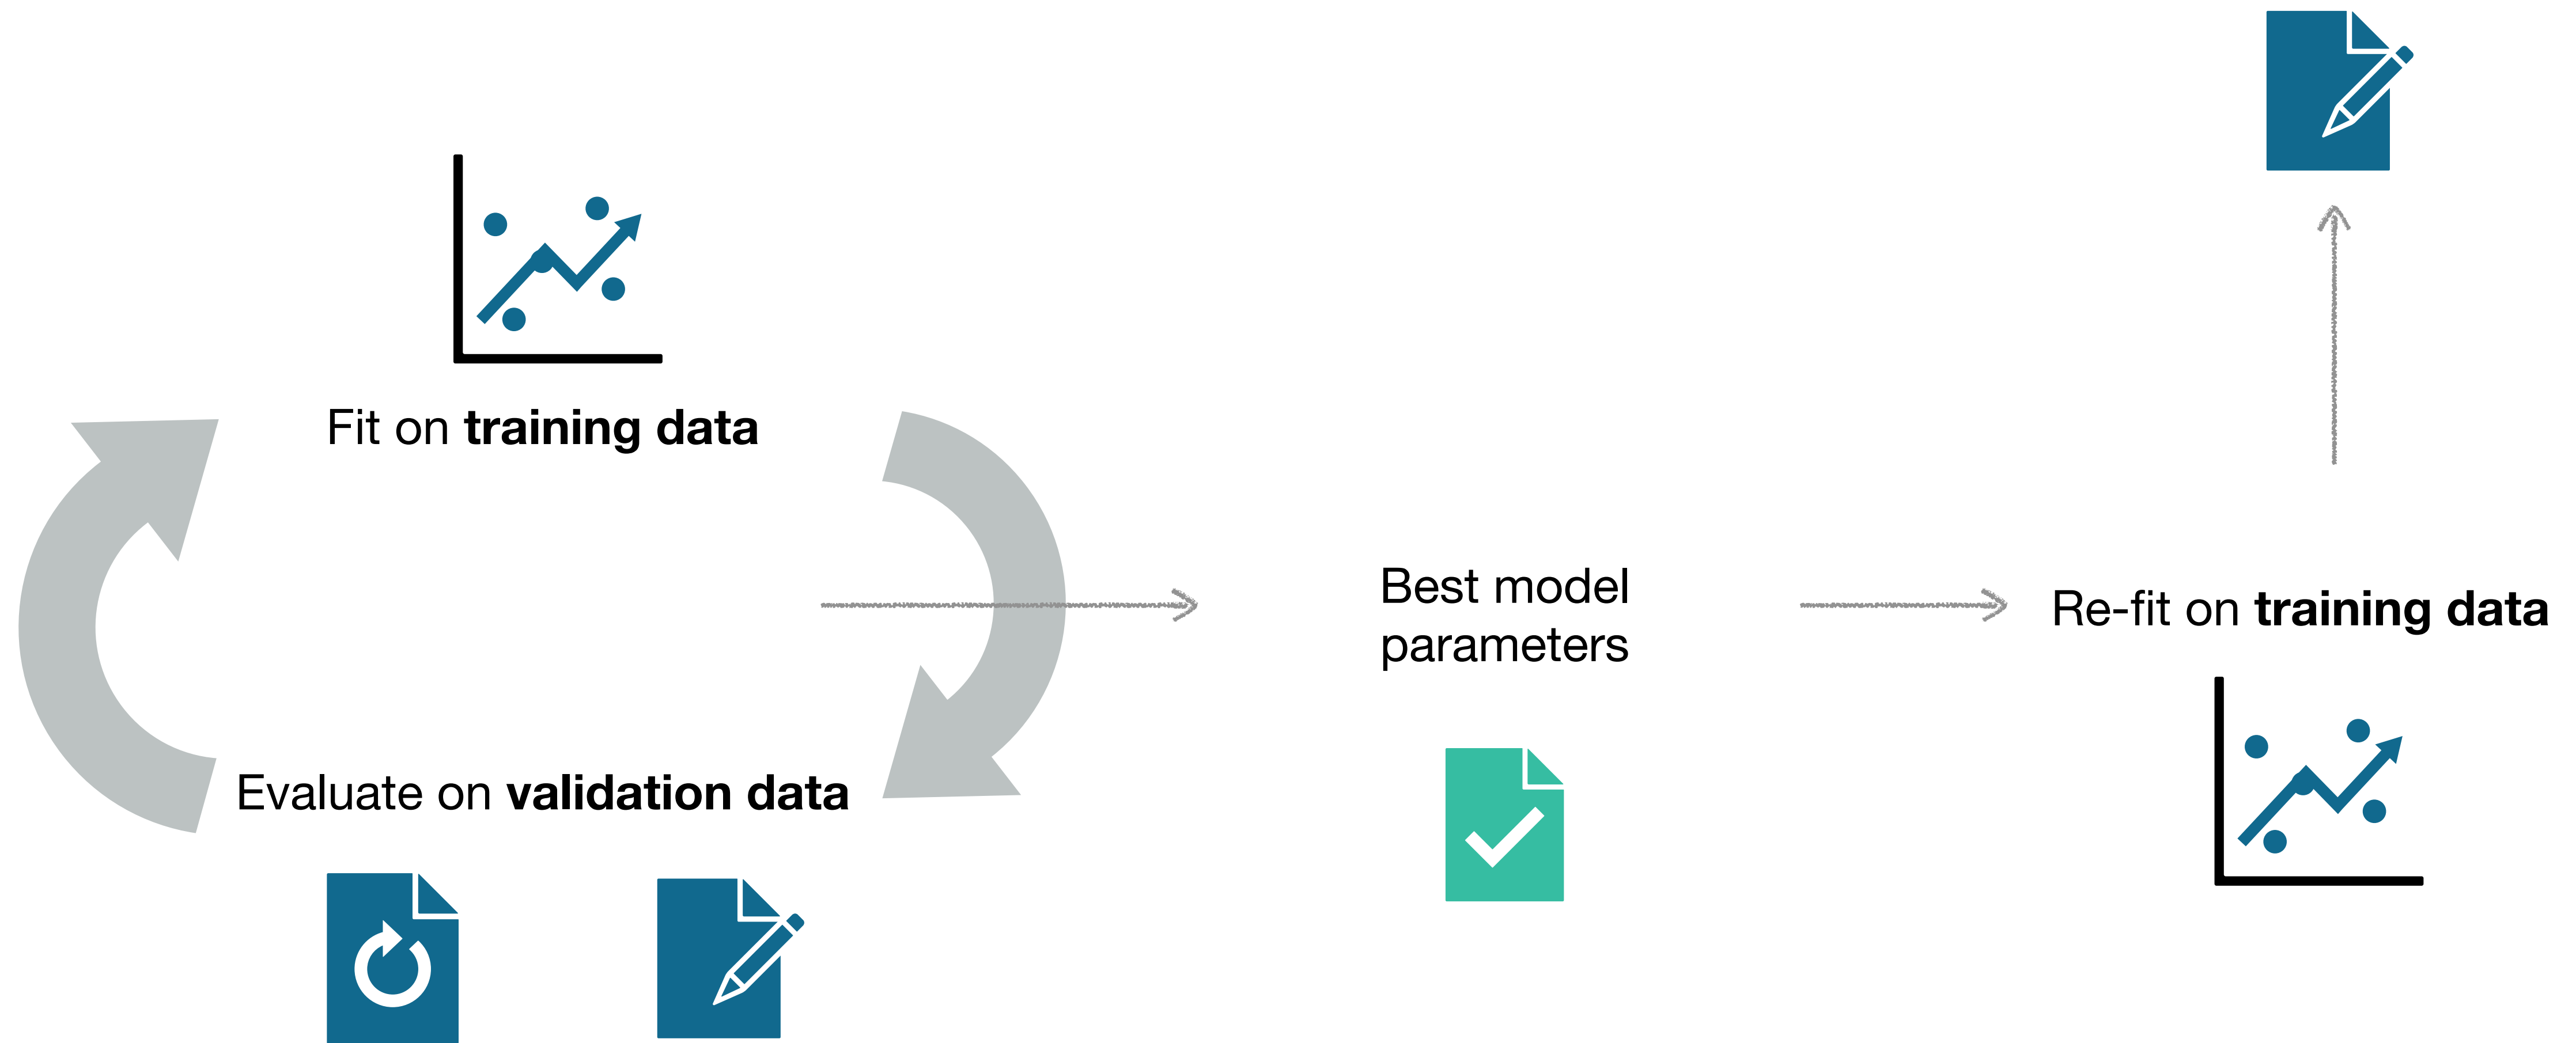 Fit on training data
Evaluate on validation data
Best model
parameters
Re-fit on training data